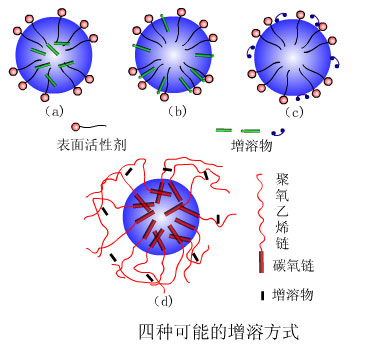 (a)
(b)
(c)
表面活性剂
增溶物
聚氧乙烯链
碳氧链
增溶物
(d)
四种可能的增溶方式